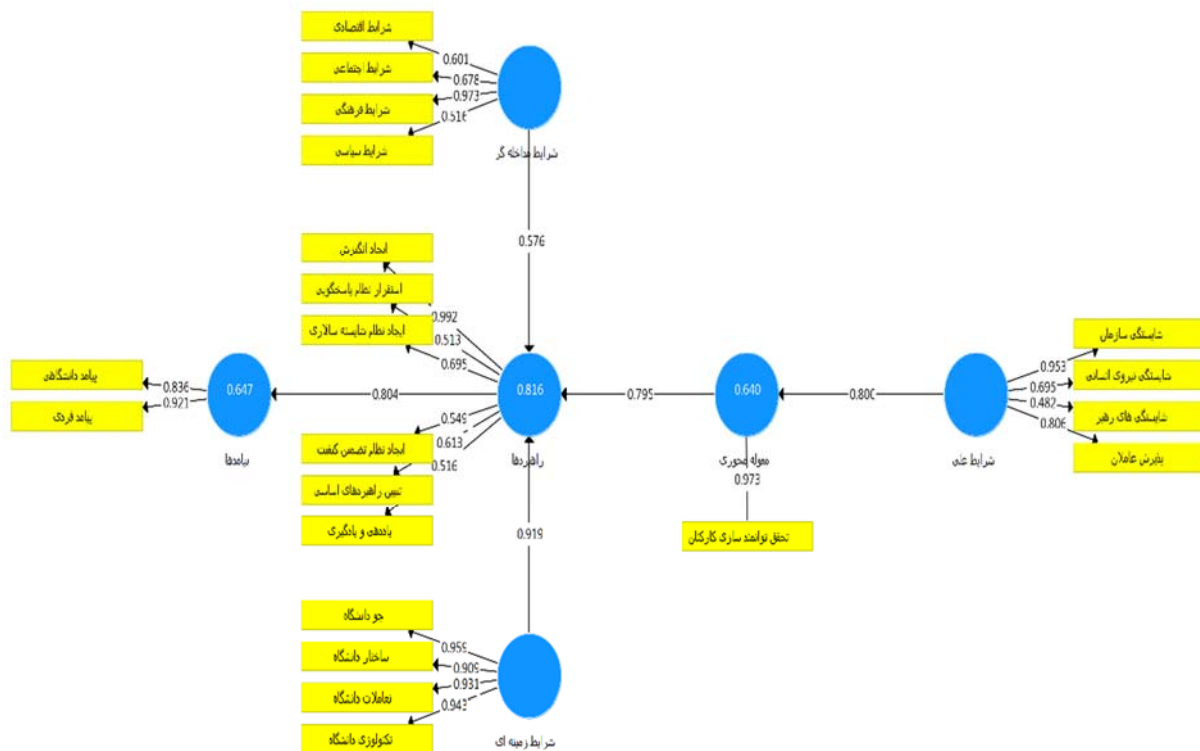 شرایط اقتصادی
شرایط اجتماعی
شرایط فرهنگی
شرایط سیاسی
0.601
0.678
0.973
0.516
شرایط مداخله گر
0.576
ایجاد انگیزش
استقرار نظام پاسخگویی
ایجاد نظام شایسته سالاری
0.992
0.513
0.695
شایستگی سازمان
شایستگی نیروی انسانی
شایستگی های رهبر
پذیرش عاملان
0.953
0.695
0.482
0.806
شرایط علی
0.800
0.640
مقوله محوری
0.973
تحقق توانمند سازی کارکنان
0.795
0.816
راهبردها
0.804
0.647
پیامدها
0.836
0.921
پیامد دانشگاهی
پیامد فردی
0.549
0.613
0.516
ایجاد نظام تضمین کیفیت
تعیین راهبردهای اساسی
یاددهی و یادگیری
0.919
جو دانشگاه
ساختار دانشگاه
تعاملات دانشگاه
تکنولوژی دانشگاه
0.959
0.909
0.931
0.943
شرایط زمینه ای